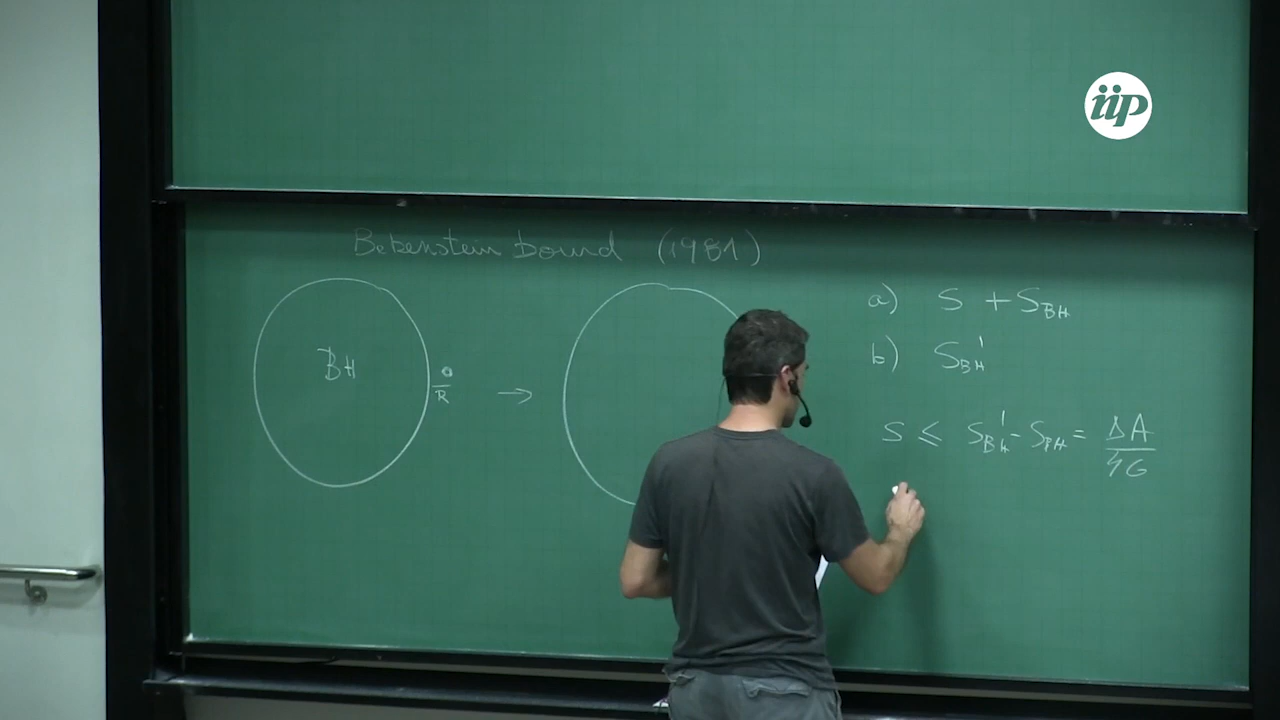 iip
Bekenstein bound (1981)
BH
R
→
a) S + S_BH
b) S_BH'
S ≤ S_BH' - S_BH = ΔA/4G